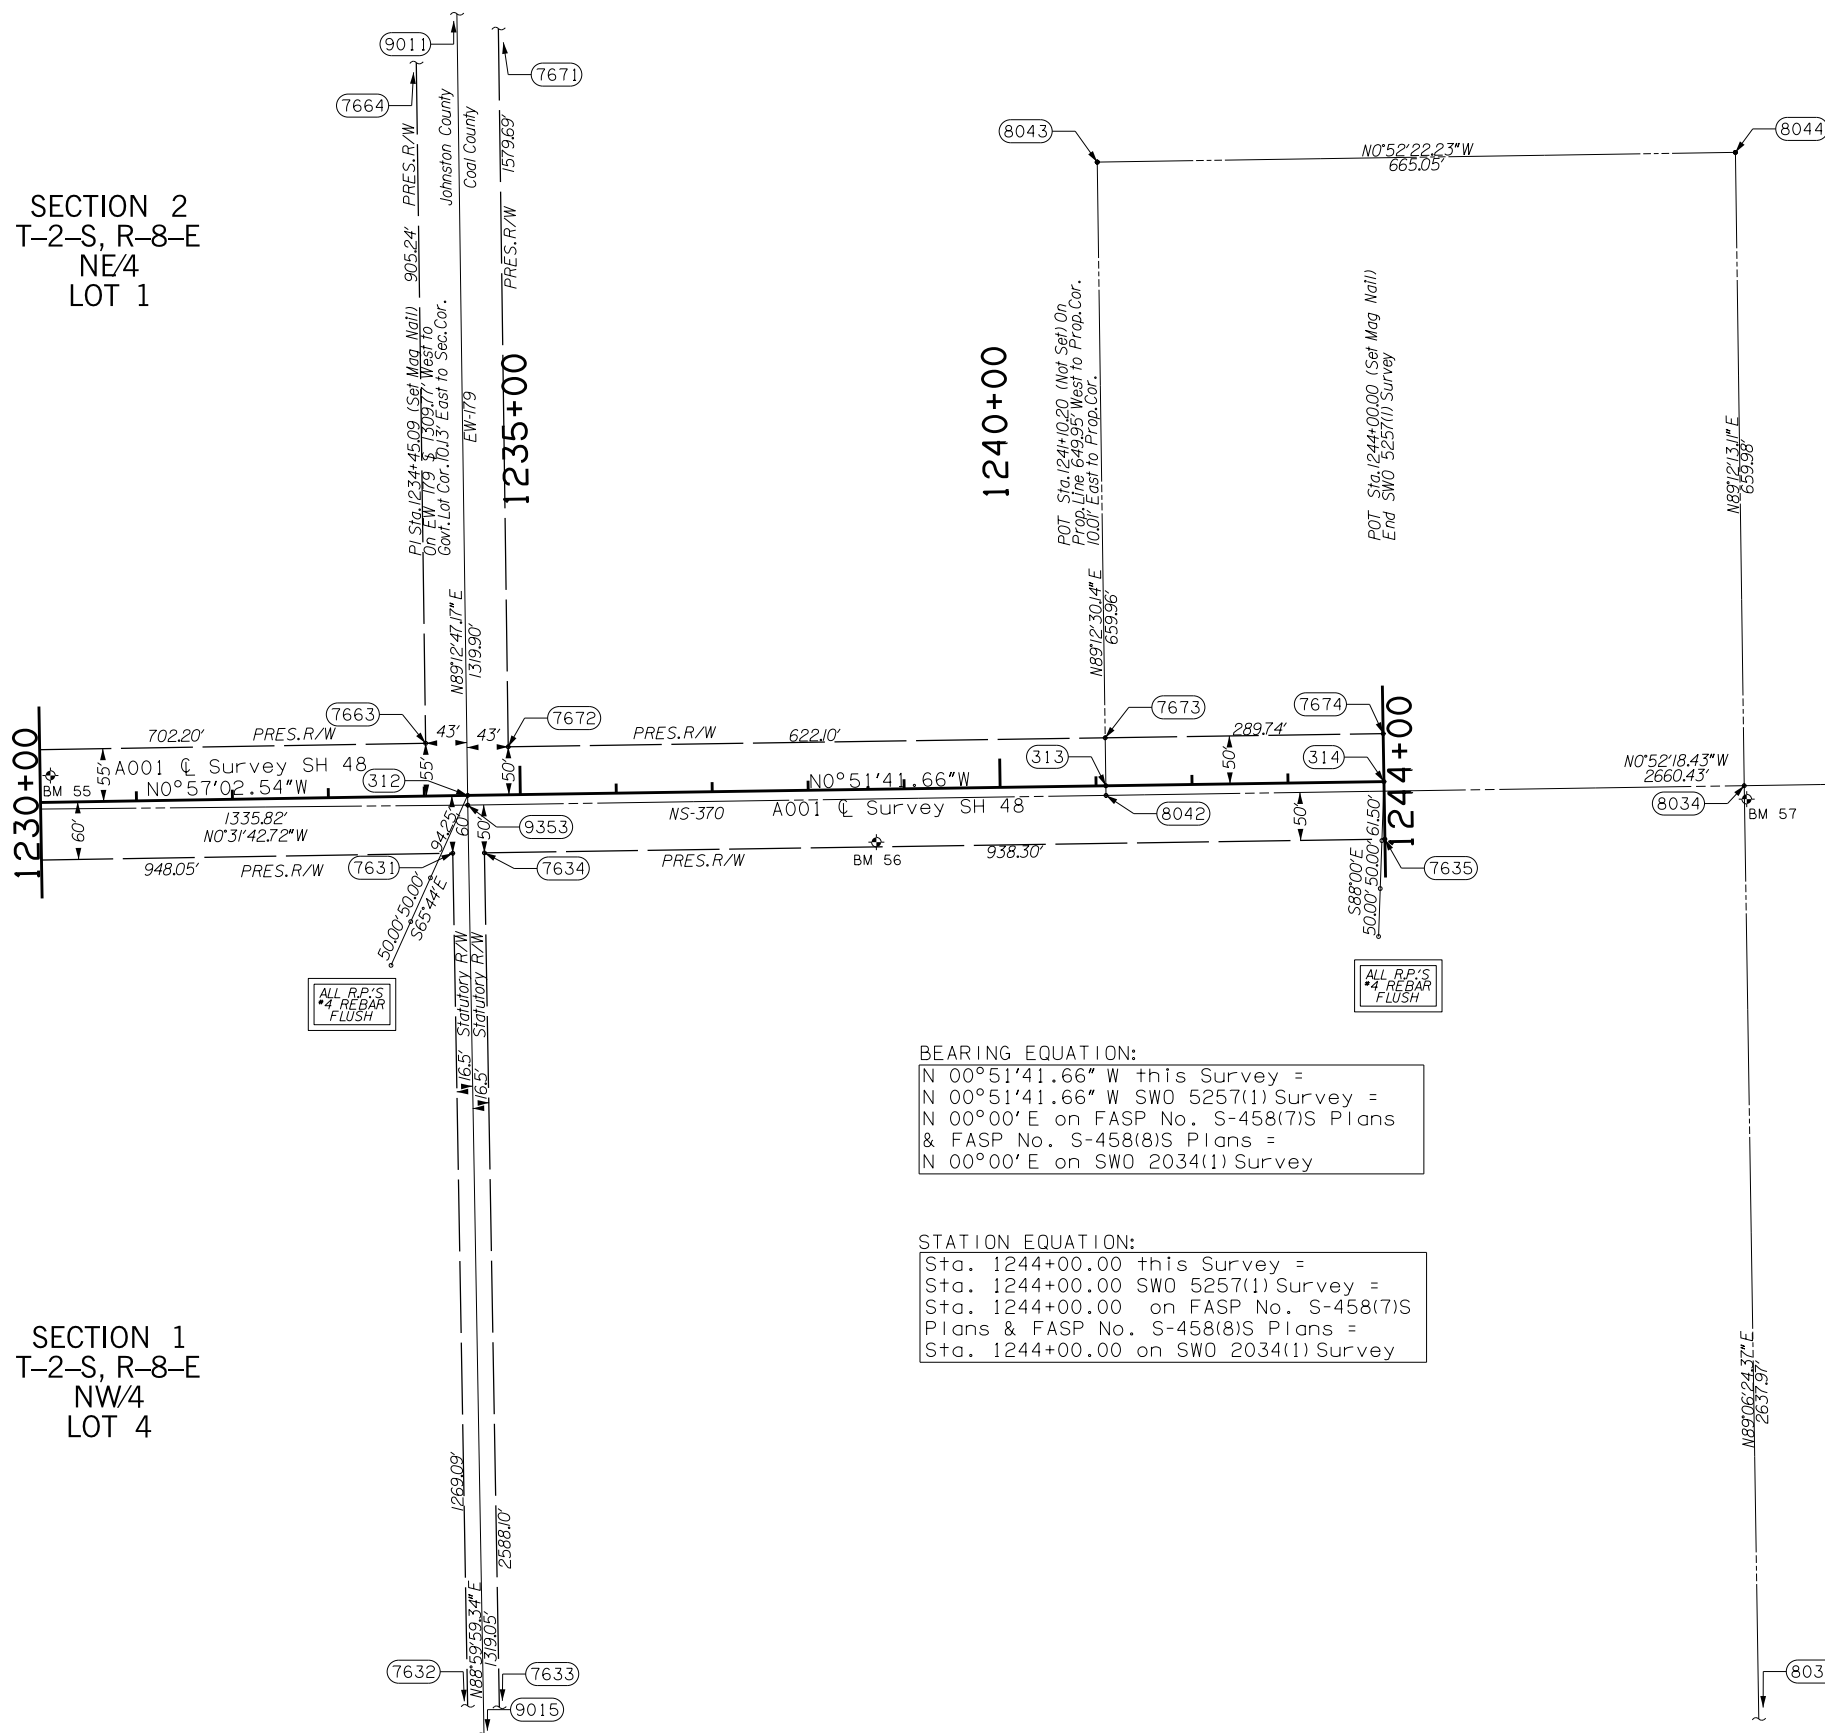 9011
7671
7664
8043
8044
N0°52'22.23"W
665.05'
SECTION 2
T-2-S, R-8-E
NE/4
LOT 1
905.24' PRES.R/W
Johnston County
Coal County
PRES.R/W 1579.69'
PI Sta.1234+45.09 (Set Mag Nail)
On EW 179 & 1309.77' West to
Govt.Lot Cor.10.13' East to Sec.Cor.
EW-179
1235+00
1240+00
POT Sta.1241+10.20 (Not Set) On
Prop.Line 649.95' West to Prop.Cor.
10.01' East to Prop.Cor.
POT Sta.1244+00.00 (Set Mag Nail)
End SWO 5257(1) Survey
N89°12'13.11"E
659.98'
N89°12'47.17"E
1319.90'
N89°12'30.14"E
659.96'
7663
7672
7673
7674
702.20' PRES.R/W
43'
43'
PRES.R/W 622.10'
289.74'
1230+00
1244+00
55'
A001 ℄ Survey SH 48
N0°57'02.54"W
BM 55
312
55'
50'
313
314
50'
N0°51'41.66"W
A001 ℄ Survey SH 48
N0°52'18.43"W
2660.43'
8034
BM 57
60'
1335.82'
N0°31'42.72"W
94.25'
60'
50'
9353
NS-370
8042
50'
948.05' PRES.R/W
7631
7634
PRES.R/W
BM 56
938.30'
7635
50.00' 50.00'
S65°44'E
S88°00'E
50.00' 50.00' 61.50'
Statutory R/W
Statutory R/W
ALL R.P.'S
#4 REBAR
FLUSH
ALL R.P.'S
#4 REBAR
FLUSH
16.5'
16.5'
BEARING EQUATION:
N 00°51'41.66" W this Survey =
N 00°51'41.66" W SWO 5257(1) Survey =
N 00°00' E on FASP No. S-458(7)S Plans
& FASP No. S-458(8)S Plans =
N 00°00' E on SWO 2034(1) Survey
STATION EQUATION:
Sta. 1244+00.00 this Survey =
Sta. 1244+00.00 SWO 5257(1) Survey =
Sta. 1244+00.00 on FASP No. S-458(7)S
Plans & FASP No. S-458(8)S Plans =
Sta. 1244+00.00 on SWO 2034(1) Survey
SECTION 1
T-2-S, R-8-E
NW/4
LOT 4
N89°06'24.37"E
2637.97'
1269.09'
2588.10'
N88°59'59.34"E
1319.05'
7632
7633
9015
803